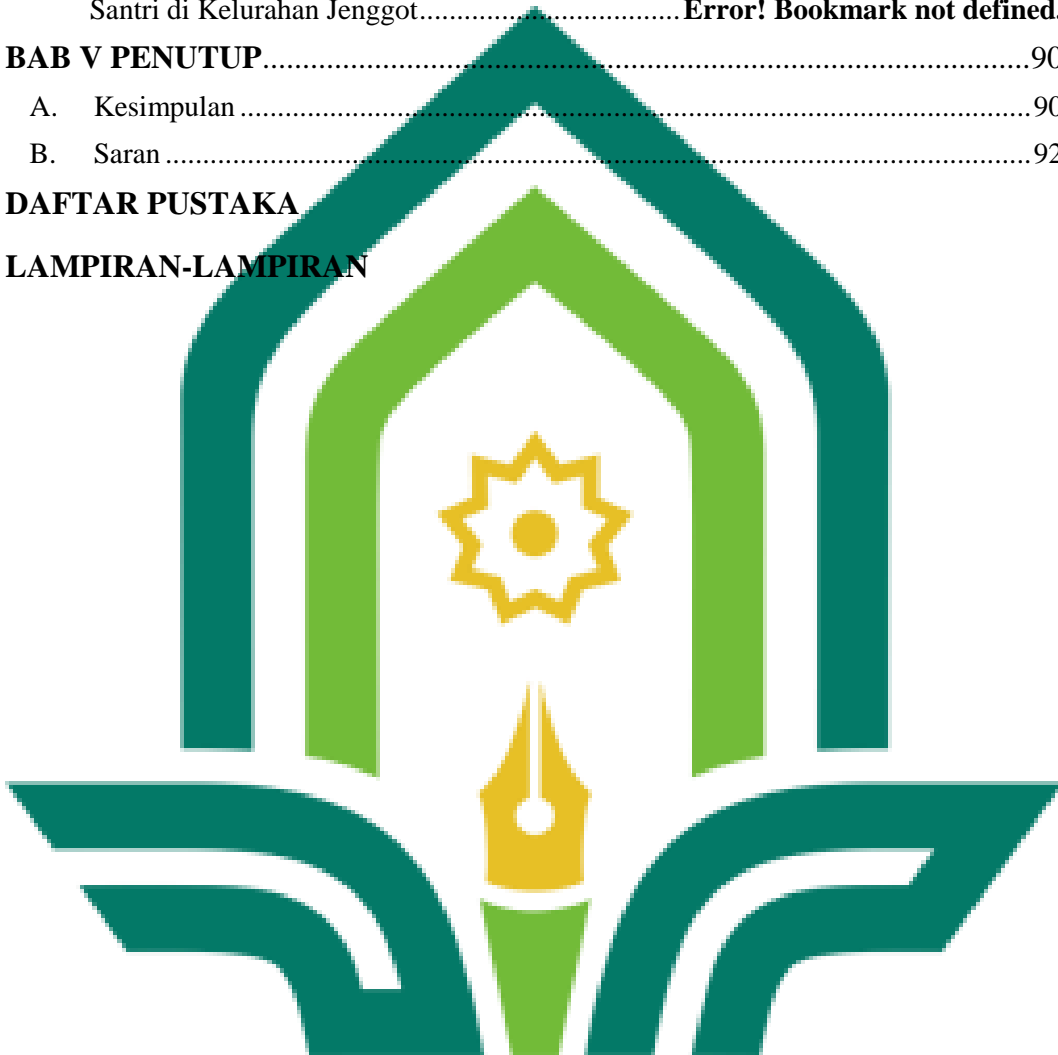 Santri di Kelurahan Jenggot............................Error! Bookmark not defined.
BAB V PENUTUP.....................................................................................90
A. Kesimpulan.....................................................................................90
B. Saran.....................................................................................92
DAFTAR PUSTAKA
LAMPIRAN-LAMPIRAN